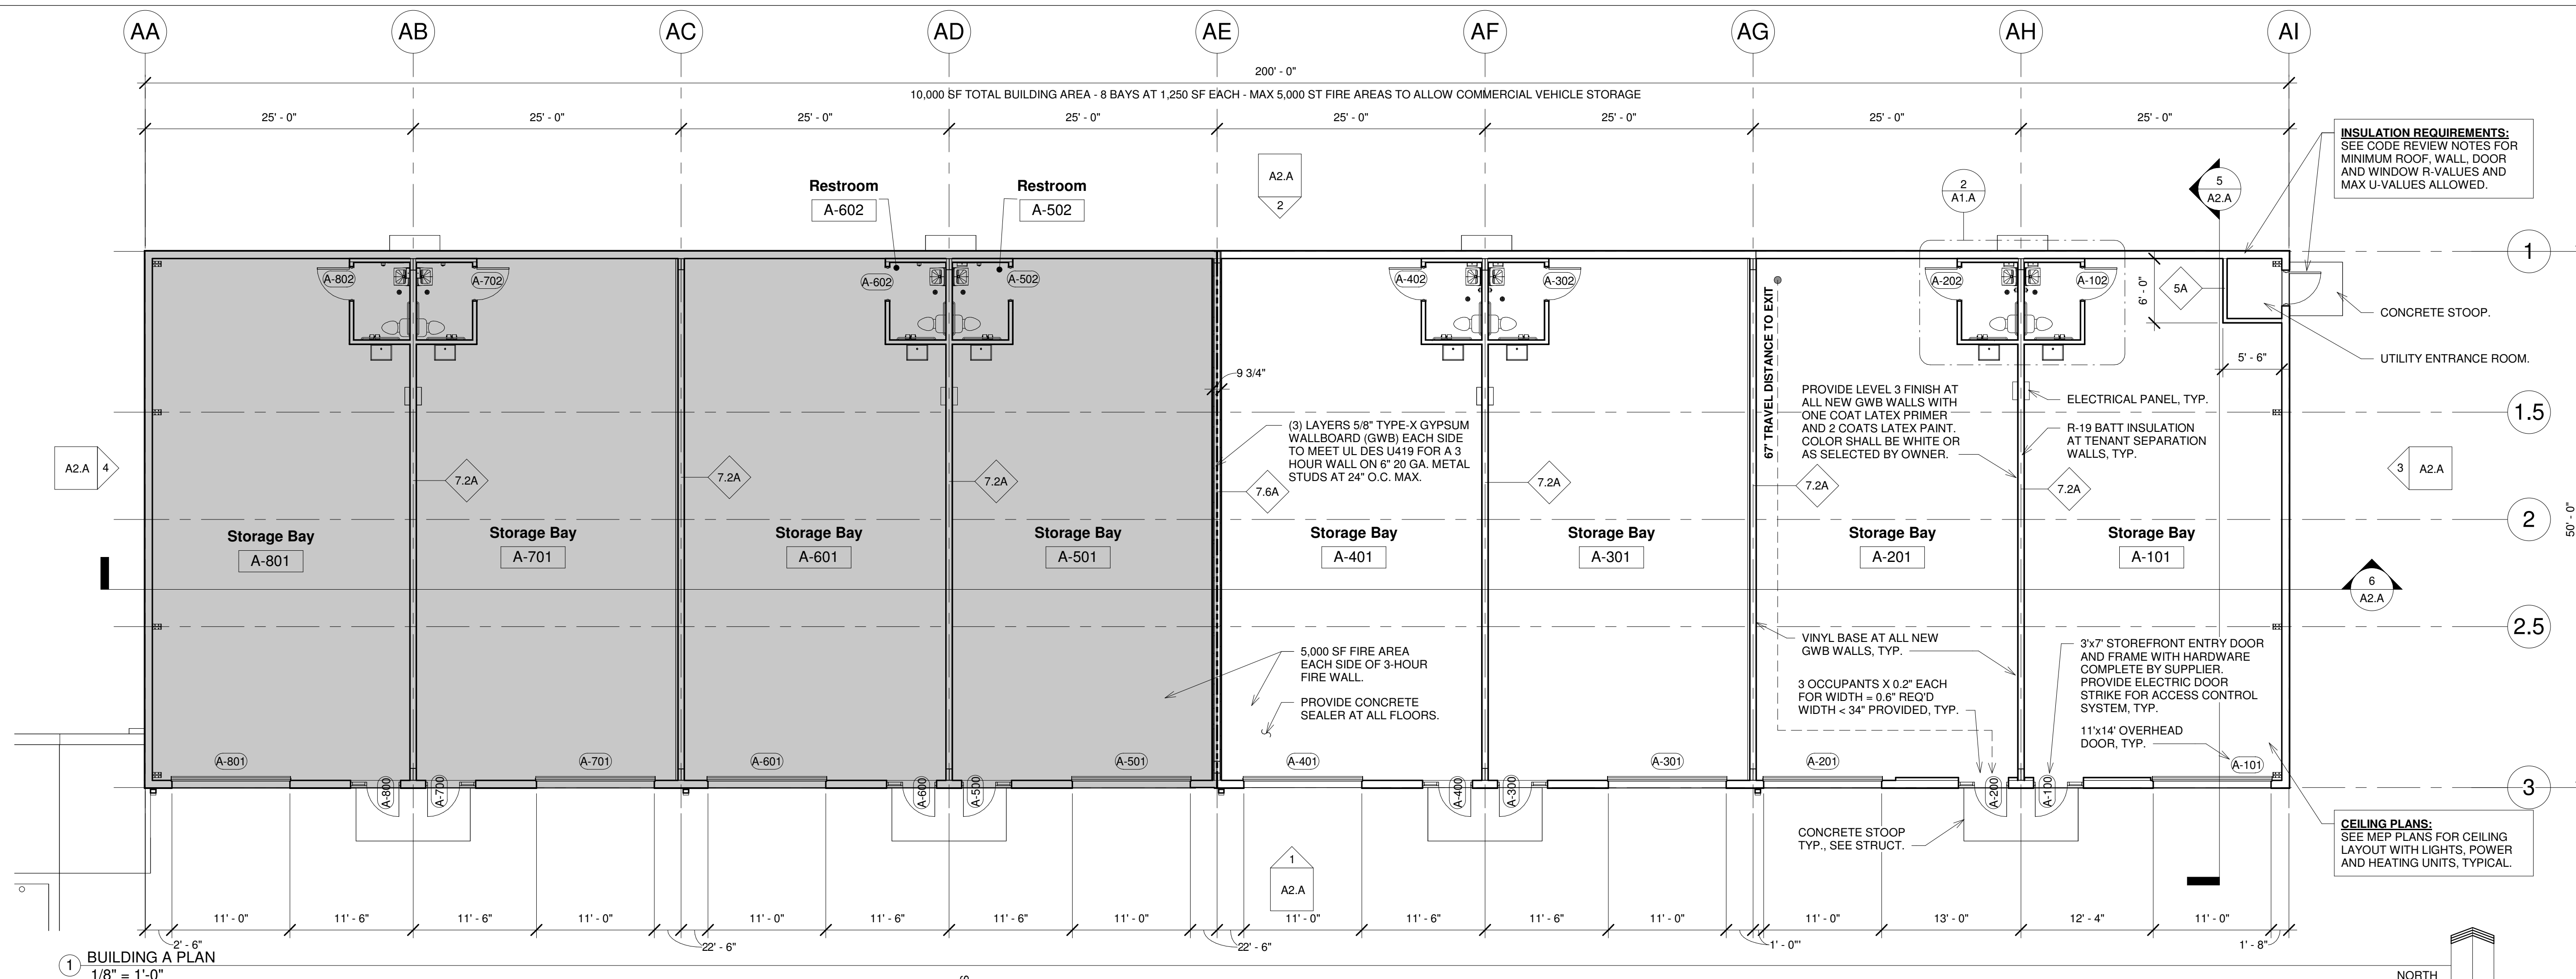 AA
AB
AC
AD
AE
AF
AG
AH
AI
200' - 0"
10,000 SF TOTAL BUILDING AREA - 8 BAYS AT 1,250 SF EACH - MAX 5,000 ST FIRE AREAS TO ALLOW COMMERCIAL VEHICLE STORAGE
25' - 0"
25' - 0"
25' - 0"
25' - 0"
25' - 0"
25' - 0"
25' - 0"
25' - 0"
INSULATION REQUIREMENTS:
SEE CODE REVIEW NOTES FOR
MINIMUM ROOF, WALL, DOOR
AND WINDOW R-VALUES AND
MAX U-VALUES ALLOWED.
Restroom
A-602
Restroom
A-502
A2.A
2
2
A1.A
5
A2.A
1
A-802
A-702
A-602
A-502
A-402
A-302
A-202
A-102
6' - 0"
5A
CONCRETE STOOP.
UTILITY ENTRANCE ROOM.
5' - 6"
9 3/4"
67' TRAVEL DISTANCE TO EXIT
PROVIDE LEVEL 3 FINISH AT
ALL NEW GWB WALLS WITH
ONE COAT LATEX PRIMER
AND 2 COATS LATEX PAINT.
COLOR SHALL BE WHITE OR
AS SELECTED BY OWNER.
ELECTRICAL PANEL, TYP.
R-19 BATT INSULATION
AT TENANT SEPARATION
WALLS, TYP.
1.5
(3) LAYERS 5/8" TYPE-X GYPSUM
WALLBOARD (GWB) EACH SIDE
TO MEET UL DES U419 FOR A 3
HOUR WALL ON 6" 20 GA. METAL
STUDS AT 24" O.C. MAX.
A2.A
4
7.2A
7.2A
7.2A
7.6A
7.2A
7.2A
7.2A
3
A2.A
2
50' - 0"
Storage Bay
A-801
Storage Bay
A-701
Storage Bay
A-601
Storage Bay
A-501
Storage Bay
A-401
Storage Bay
A-301
Storage Bay
A-201
Storage Bay
A-101
6
A2.A
2.5
5,000 SF FIRE AREA
EACH SIDE OF 3-HOUR
FIRE WALL.
PROVIDE CONCRETE
SEALER AT ALL FLOORS.
VINYL BASE AT ALL NEW
GWB WALLS, TYP.
3 OCCUPANTS X 0.2" EACH
FOR WIDTH = 0.6" REQ'D
WIDTH < 34" PROVIDED, TYP.
3'x7' STOREFRONT ENTRY DOOR
AND FRAME WITH HARDWARE
COMPLETE BY SUPPLIER.
PROVIDE ELECTRIC DOOR
STRIKE FOR ACCESS CONTROL
SYSTEM, TYP.
11'x14' OVERHEAD
DOOR, TYP.
A-801
A-701
A-601
A-501
A-401
A-301
A-201
A-101
A-800
A-700
A-600
A-500
A-400
A-300
A-200
A-100
3
CONCRETE STOOP
TYP., SEE STRUCT.
CEILING PLANS:
SEE MEP PLANS FOR CEILING
LAYOUT WITH LIGHTS, POWER
AND HEATING UNITS, TYPICAL.
1
A2.A
11' - 0"
11' - 6"
11' - 6"
11' - 0"
11' - 0"
11' - 6"
11' - 6"
11' - 0"
11' - 0"
11' - 6"
11' - 6"
11' - 0"
11' - 0"
13' - 0"
12' - 4"
11' - 0"
2' - 6"
22' - 6"
22' - 6"
1' - 0"'
1' - 8"
1
BUILDING A PLAN
1/8" = 1'-0"
NORTH